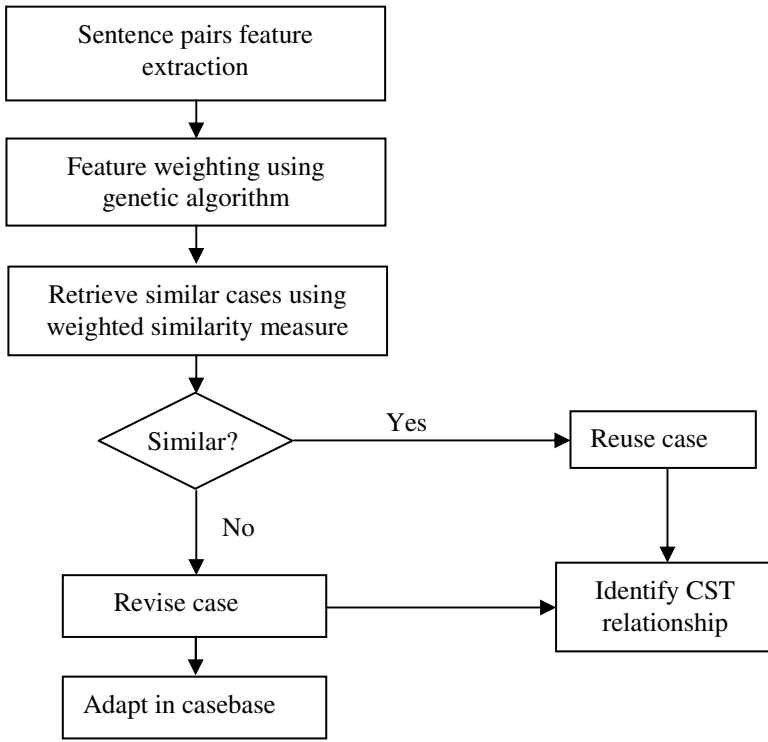 Sentence pairs feature
extraction
Feature weighting using
genetic algorithm
Retrieve similar cases using
weighted similarity measure
Similar?
Yes
Reuse case
No
Revise case
Identify CST
relationship
Adapt in casebase